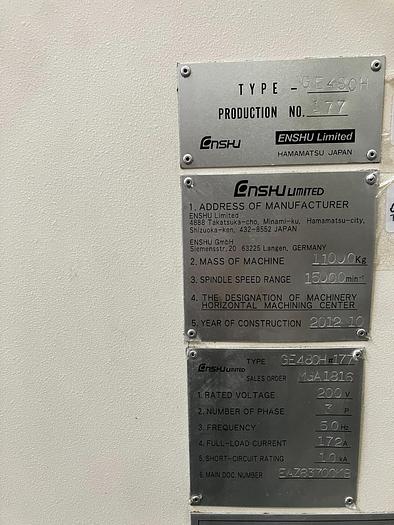 TYPE - GE480H
PRODUCTION NO. 177
ENSHU ENSHU Limited
HAMAMATSU JAPAN
ENSHU LIMITED
1. ADDRESS OF MANUFACTURER
ENSHU Limited
4888 Takatsuka-cho, Minami-ku, Hamamatsu-city,
Shizuoka-ken, 432-8552 JAPAN
ENSHU GmbH
Siemensstr. 20 63225 Langen, GERMANY
2. MASS OF MACHINE 11000 Kg
3. SPINDLE SPEED RANGE 15000 min⁻¹
4. THE DESIGNATION OF MACHINERY
HORIZONTAL MACHINING CENTER
5. YEAR OF CONSTRUCTION 2012.10
TYPE GE480H#177
ENSHU LIMITED
SALES ORDER MGA1816
1. RATED VOLTAGE 200 V
2. NUMBER OF PHASE 3 P
3. FREQUENCY 50 Hz
4. FULL-LOAD CURRENT 172 A
5. SHORT-CIRCUIT RATING 10 kA
6. MAIN DOC. NUMBER